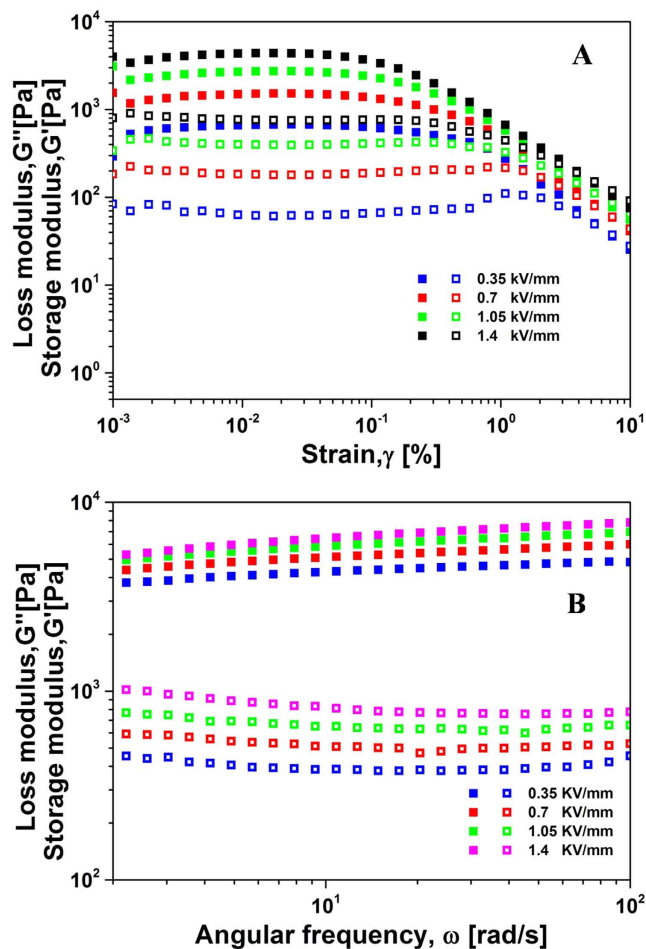 Loss modulus,G''[Pa]
Storage modulus,G'[Pa]
10⁴
10³
10²
10¹
10⁰
A
0.35 kV/mm
0.7 kV/mm
1.05 kV/mm
1.4 kV/mm
10⁻³
10⁻²
10⁻¹
10⁰
10¹
Strain,γ [%]
Loss modulus,G''[Pa]
Storage modulus,G'[Pa]
10⁴
10³
10²
B
0.35 KV/mm
0.7 KV/mm
1.05 KV/mm
1.4 KV/mm
10¹
10²
Angular frequency, ω [rad/s]